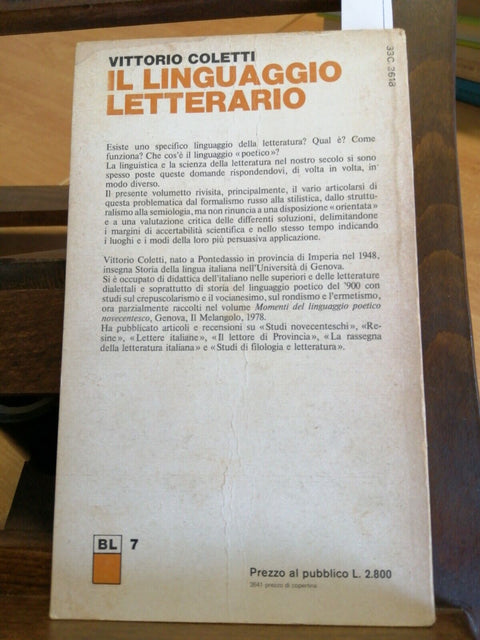 VITTORIO COLETTI
IL LINGUAGGIO
LETTERARIO
33C 2618
Esiste uno specifico linguaggio della letteratura? Qual è? Come
funziona? Che cos'è il linguaggio «poetico»?
La linguistica e la scienza della letteratura nel nostro secolo si sono
spesso poste queste domande rispondendovi, di volta in volta, in
modo diverso.
Il presente volumetto rivisita, principalmente, il vario articolarsi di
questa problematica dal formalismo russo alla stilistica, dallo struttu-
ralismo alla semiologia, ma non rinuncia a una disposizione «orientata»
e a una valutazione critica delle differenti soluzioni, delimitandone
i margini di accertabilità scientifica e nello stesso tempo indicando
i luoghi e i modi della loro più persuasiva applicazione.
Vittorio Coletti, nato a Pontedassio in provincia di Imperia nel 1948,
insegna Storia della lingua italiana nell'Università di Genova.
Si è occupato di didattica dell'italiano nelle superiori e delle letterature
dialettali e soprattutto di storia del linguaggio poetico del '900 con
studi sul crepuscolarismo e il vocianesimo, sul rondismo e l'ermetismo,
ora parzialmente raccolti nel volume Momenti del linguaggio poetico
novecentesco, Genova, Il Melangolo, 1978.
Ha pubblicato articoli e recensioni su «Studi novecenteschi», «Re-
sine», «Lettere italiane», «Il lettore di Provincia», «La rassegna
della letteratura italiana» e «Studi di filologia e letteratura».
BL 7
Prezzo al pubblico L. 2.800
2641 prezzo di copertina